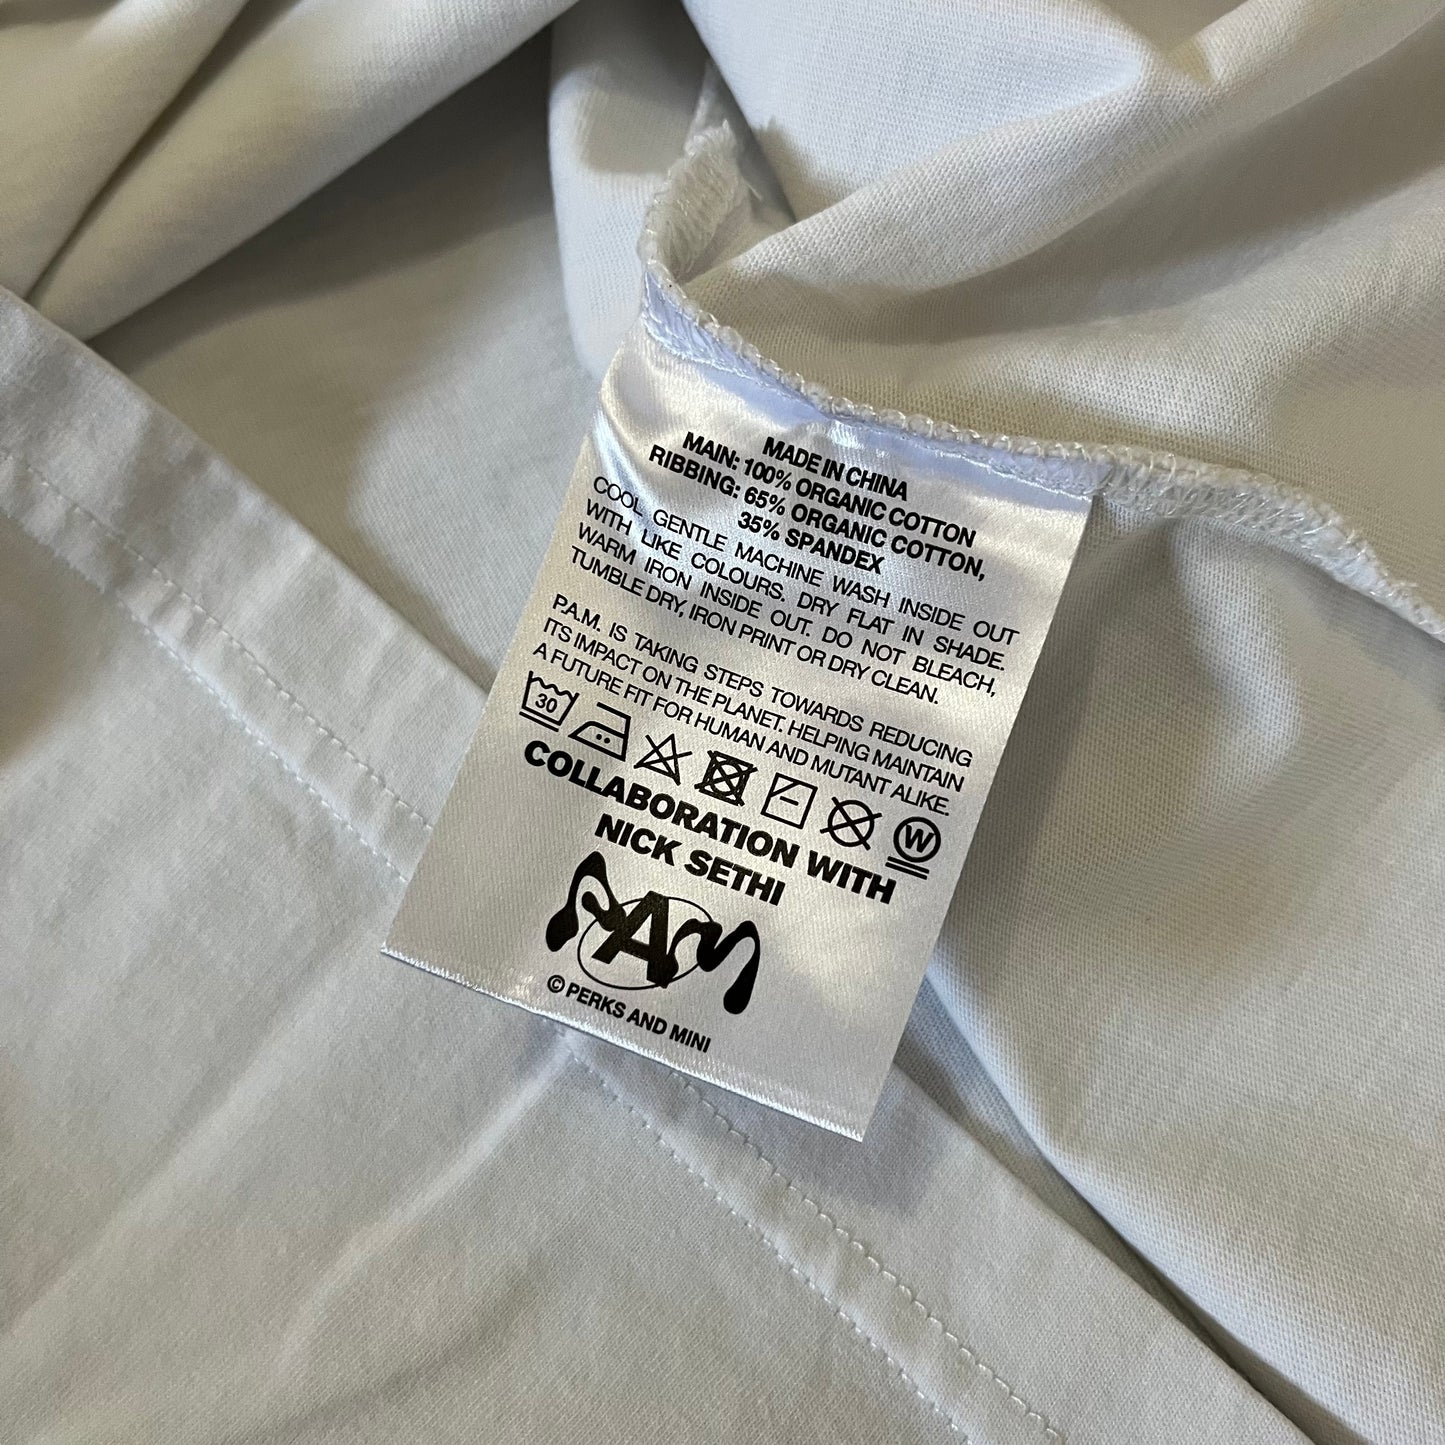 MADE IN CHINA
MAIN: 100% ORGANIC COTTON
RIBBING: 65% ORGANIC COTTON,
35% SPANDEX
COOL GENTLE MACHINE WASH INSIDE OUT
WITH LIKE COLOURS. DRY FLAT IN SHADE.
WARM IRON INSIDE OUT. DO NOT BLEACH,
TUMBLE DRY, IRON PRINT OR DRY CLEAN.
P.A.M. IS TAKING STEPS TOWARDS REDUCING
ITS IMPACT ON THE PLANET. HELPING MAINTAIN
A FUTURE FIT FOR HUMAN AND MUTANT ALIKE.
30 W
COLLABORATION WITH
NICK SETHI
PAM
© PERKS AND MINI